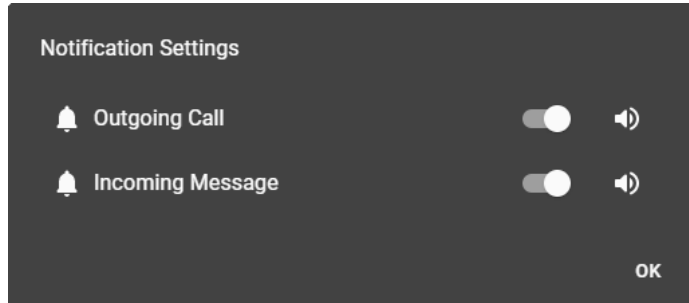 Notification Settings
Outgoing Call
Incoming Message
OK